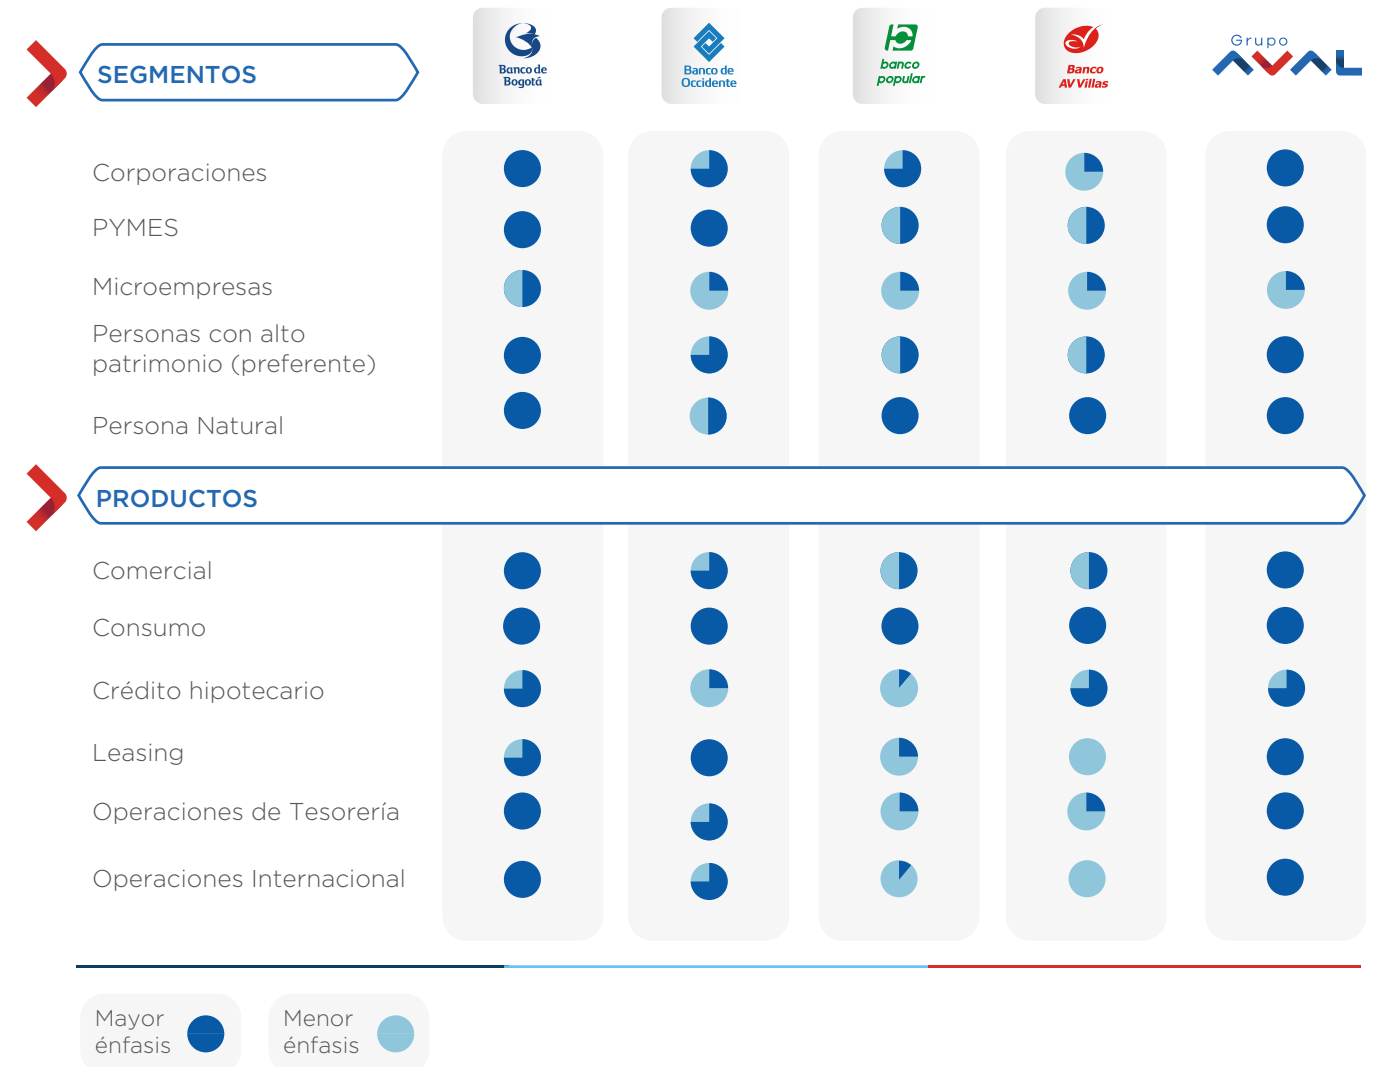 SEGMENTOS
Banco de
Bogotá
Banco de
Occidente
banco
popular
Banco
AV Villas
Grupo
AVAL
Corporaciones
PYMES
Microempresas
Personas con alto
patrimonio (preferente)
Persona Natural
PRODUCTOS
Comercial
Consumo
Crédito hipotecario
Leasing
Operaciones de Tesorería
Operaciones Internacional
Mayor
énfasis
Menor
énfasis